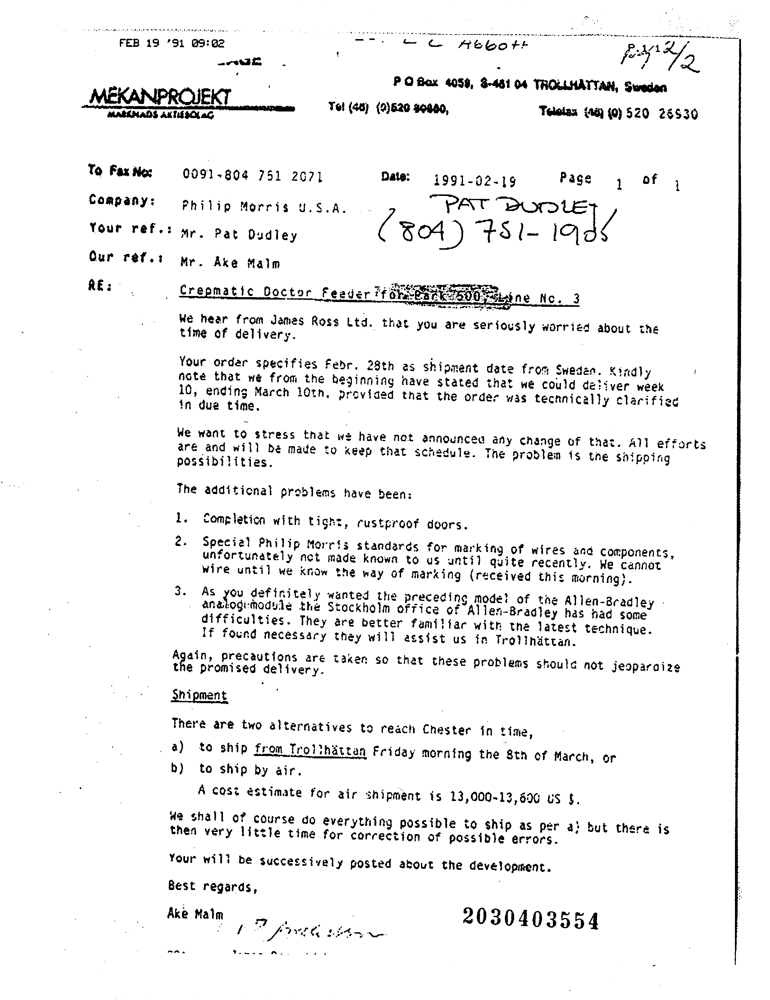 FEB 19 '91 09:02
L L Abbott
2/2
P O Box 4059, S-461 04 TROLLHÄTTAN, Sweden
MEKANPROJEKT
MARKNADS AKTIEBOLAG
Tel (46) (0)520 80880,
Telefax (46) (0) 520 26530
To Fax No: 0091-804 751 2071 Date: 1991-02-19 Page 1 of 1
Company: Philip Morris U.S.A. PAT DUDLEY
Your ref.: Mr. Pat Dudley (804) 751-1985
Our ref.: Mr. Ake Malm
RE: Crepmatic Doctor Feeder for Park 500, Line No. 3
We hear from James Ross Ltd. that you are seriously worried about the
time of delivery.
Your order specifies Febr. 28th as shipment date from Sweden. Kindly
note that we from the beginning have stated that we could deliver week
10, ending March 10th, provided that the order was technically clarified
in due time.
We want to stress that we have not announced any change of that. All efforts
are and will be made to keep that schedule. The problem is the shipping
possibilities.
The additional problems have been:
1. Completion with tight, rustproof doors.
2. Special Philip Morris standards for marking of wires and components,
unfortunately not made known to us until quite recently. We cannot
wire until we know the way of marking (received this morning).
3. As you definitely wanted the preceding model of the Allen-Bradley
analog module the Stockholm office of Allen-Bradley has had some
difficulties. They are better familiar with the latest technique.
If found necessary they will assist us in Trollhättan.
Again, precautions are taken so that these problems should not jeopardize
the promised delivery.
Shipment
There are two alternatives to reach Chester in time,
a) to ship from Trollhättan Friday morning the 8th of March, or
b) to ship by air.
A cost estimate for air shipment is 13,000-13,600 US $.
We shall of course do everything possible to ship as per a) but there is
then very little time for correction of possible errors.
Your will be successively posted about the development.
Best regards,
Ake Malm
2030403554